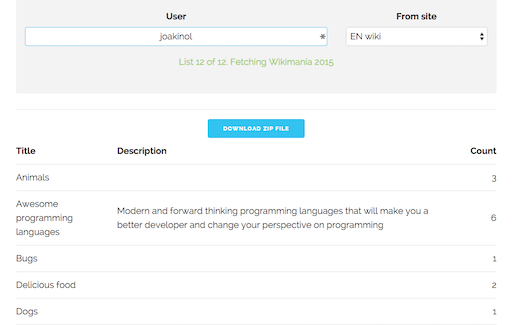 User From site
joakinol EN wiki
List 12 of 12. Fetching Wikimania 2015
DOWNLOAD ZIP FILE
Title Description Count
Animals 3
Awesome
programming
languages
Modern and forward thinking programming languages that will make you a
better developer and change your perspective on programming
6
Bugs 1
Delicious food 2
Dogs 1